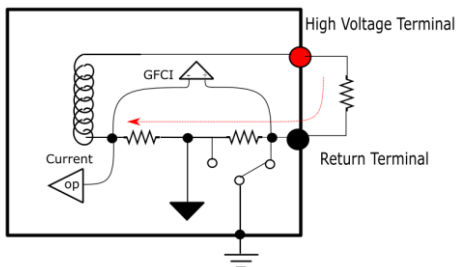 High Voltage Terminal
GFCI
- +
Current
op
Return Terminal